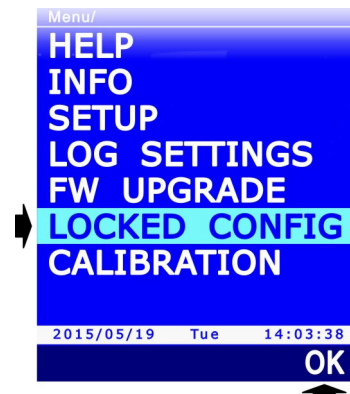 Menu/
HELP
INFO
SETUP
LOG SETTINGS
FW UPGRADE
LOCKED CONFIG
CALIBRATION
2015/05/19 Tue 14:03:38
OK